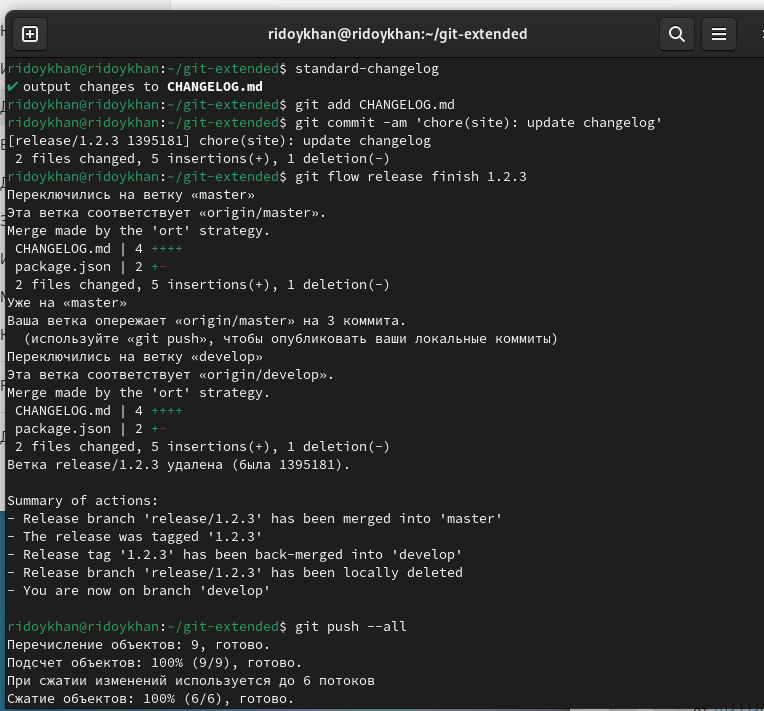 ridoykhan@ridoykhan:~/git-extended
ridoykhan@ridoykhan:~/git-extended$ standard-changelog
✔ output changes to CHANGELOG.md
ridoykhan@ridoykhan:~/git-extended$ git add CHANGELOG.md
ridoykhan@ridoykhan:~/git-extended$ git commit -am 'chore(site): update changelog'
[release/1.2.3 1395181] chore(site): update changelog
 2 files changed, 5 insertions(+), 1 deletion(-)
ridoykhan@ridoykhan:~/git-extended$ git flow release finish 1.2.3
Переключились на ветку «master»
Эта ветка соответствует «origin/master».
Merge made by the 'ort' strategy.
 CHANGELOG.md | 4 ++++
 package.json | 2 +-
 2 files changed, 5 insertions(+), 1 deletion(-)
Уже на «master»
Ваша ветка опережает «origin/master» на 3 коммита.
  (используйте «git push», чтобы опубликовать ваши локальные коммиты)
Переключились на ветку «develop»
Эта ветка соответствует «origin/develop».
Merge made by the 'ort' strategy.
 CHANGELOG.md | 4 ++++
 package.json | 2 +-
 2 files changed, 5 insertions(+), 1 deletion(-)
Ветка release/1.2.3 удалена (была 1395181).

Summary of actions:
- Release branch 'release/1.2.3' has been merged into 'master'
- The release was tagged '1.2.3'
- Release tag '1.2.3' has been back-merged into 'develop'
- Release branch 'release/1.2.3' has been locally deleted
- You are now on branch 'develop'

ridoykhan@ridoykhan:~/git-extended$ git push --all
Перечисление объектов: 9, готово.
Подсчет объектов: 100% (9/9), готово.
При сжатии изменений используется до 6 потоков
Сжатие объектов: 100% (6/6), готово.